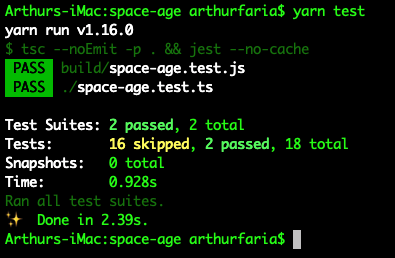 Arthurs-iMac:space-age arthurfaria$ yarn test
yarn run v1.16.0
$ tsc --noEmit -p . && jest --no-cache
PASS build/space-age.test.js
PASS ./space-age.test.ts
Test Suites: 2 passed, 2 total
Tests: 16 skipped, 2 passed, 18 total
Snapshots: 0 total
Time: 0.928s
Ran all test suites.
✨ Done in 2.39s.
Arthurs-iMac:space-age arthurfaria$